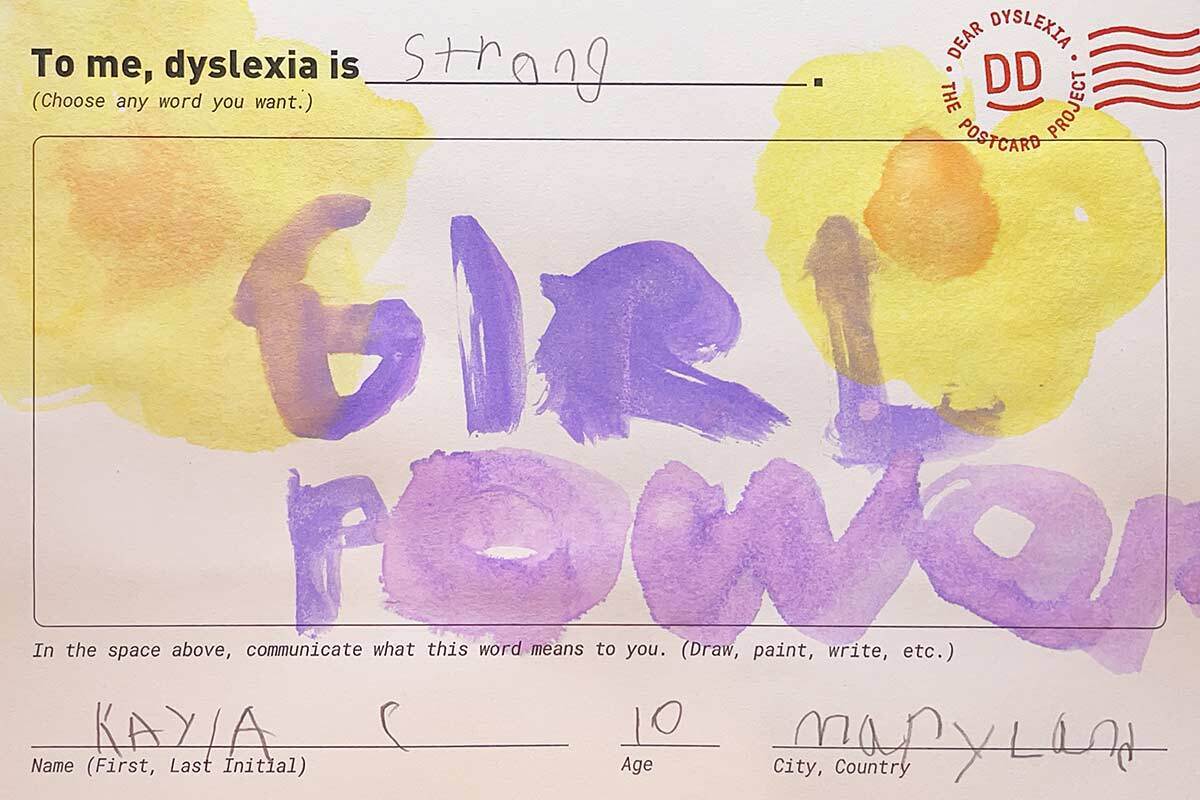 To me, dyslexia is strang.
(Choose any word you want.)
DEAR DYSLEXIA
DD
THE POSTCARD PROJECT
GIRL
POWer
In the space above, communicate what this word means to you. (Draw, paint, write, etc.)
KAYlA C 10 maryLand
Name (First, Last Initial) Age City, Country